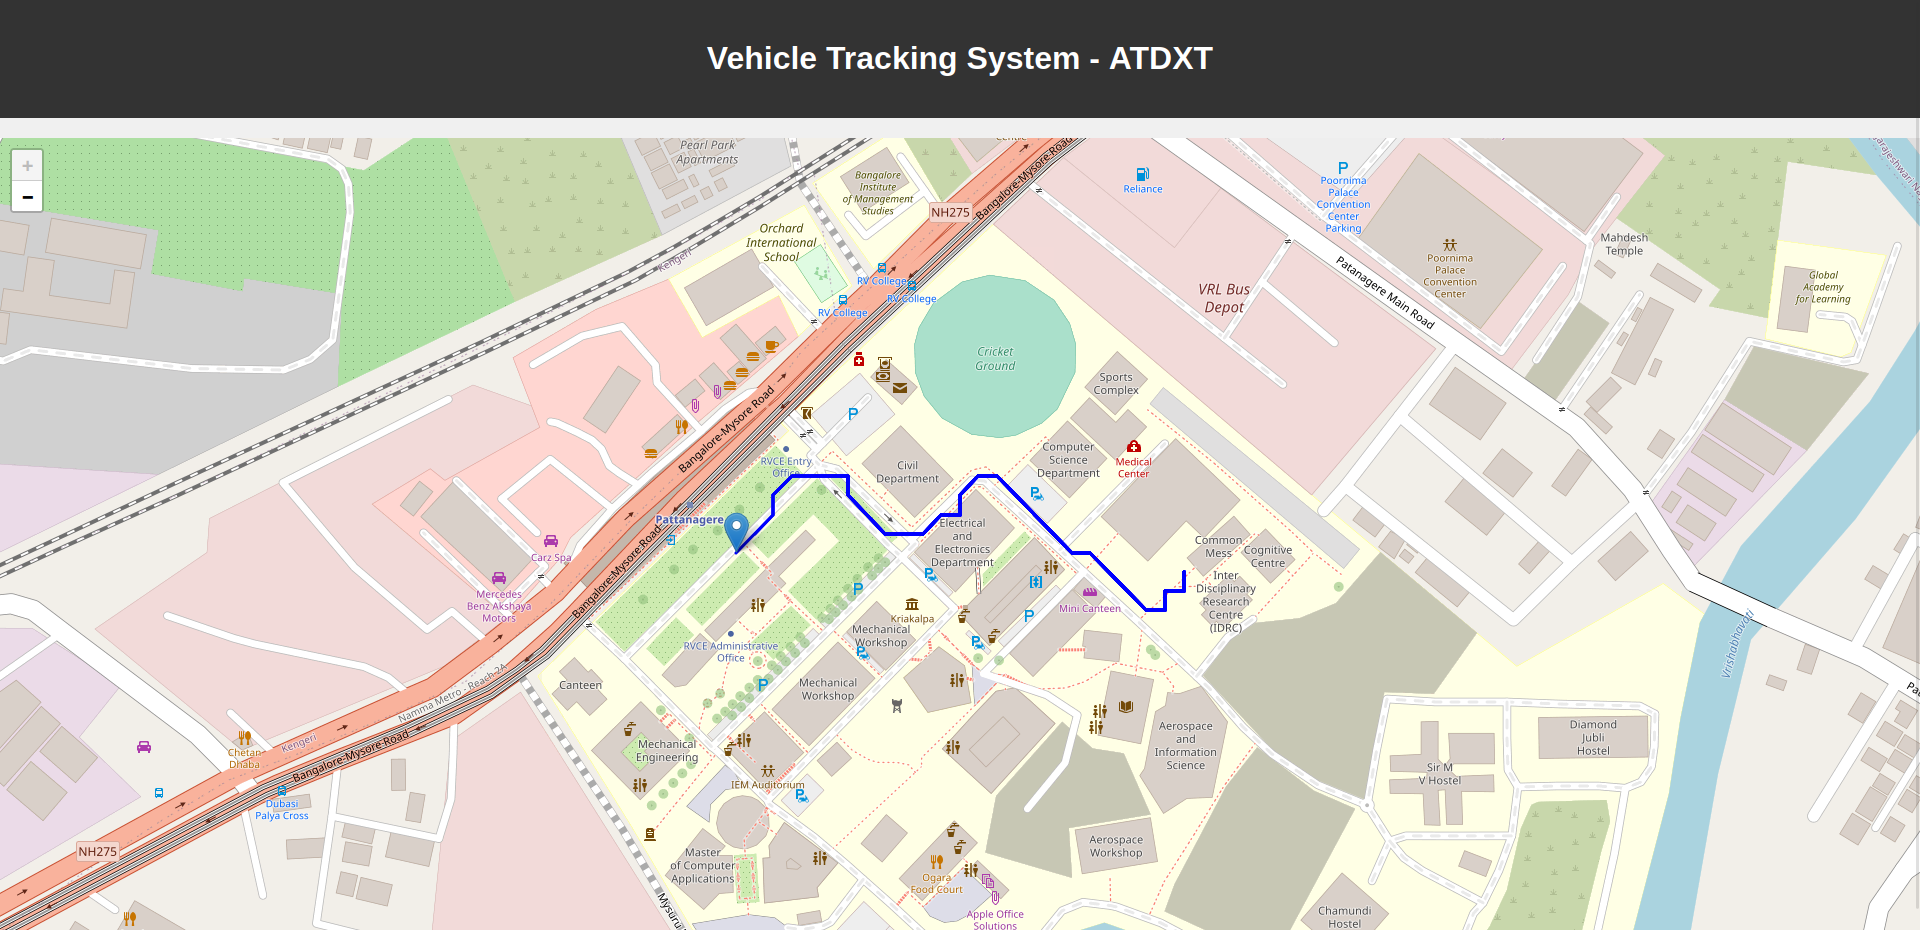 Vehicle Tracking System - ATDXT
+
-
Pearl Park
Apartments
Bangalore
Institute
of Management
Studies
NH275
Bangalore-Mysore Road
Reliance
Poornima
Palace
Convention
Center
Parking
Orchard
International
School
Kengeri
RV College
RV College
RV College
VRL Bus
Depot
Patanagere Main Road
Poornima
Palace
Convention
Center
Mahdesh
Temple
Global
Academy
for Learning
Cricket
Ground
Sports
Complex
Bangalore-Mysore Road
Computer
Science
Department
Medical
Center
RVCE Entry
Office
Civil
Department
Pattanagere
Electrical
and
Electronics
Department
Common
Mess
Cognitive
Centre
Inter
Disciplinary
Research
Centre
(IDRC)
Carz Spa
Mercedes
Benz Akshaya
Motors
Bangalore-Mysore-Road
Mini Canteen
Kriakalpa
Mechanical
Workshop
RVCE Administrative
Office
Vrishabhavati
Canteen
Mechanical
Workshop
Namma Metro - Reach 2A
Kengeri
Bangalore-Mysore-Road
Chetan
Dhaba
Mechanical
Engineering
IEM Auditorium
Aerospace
and
Information
Science
Diamond
Jubli
Hostel
Sir M
V Hostel
Dubasi
Palya Cross
NH275
Master
of Computer
Applications
Aerospace
Workshop
Ogara
Food Court
Apple Office
Solutions
Chamundi
Hostel